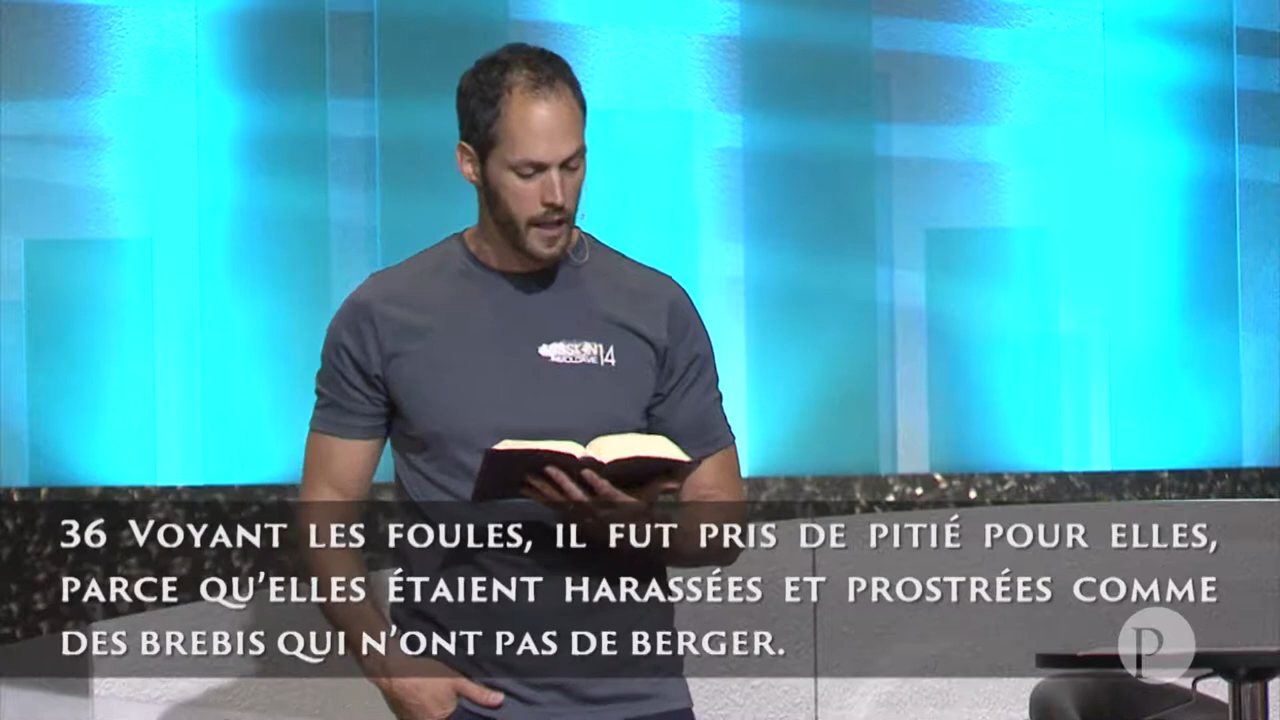 14
36 VOYANT LES FOULES, IL FUT PRIS DE PITIÉ POUR ELLES,
PARCE QU'ELLES ÉTAIENT HARASSÉES ET PROSTRÉES COMME
DES BREBIS QUI N'ONT PAS DE BERGER.
P